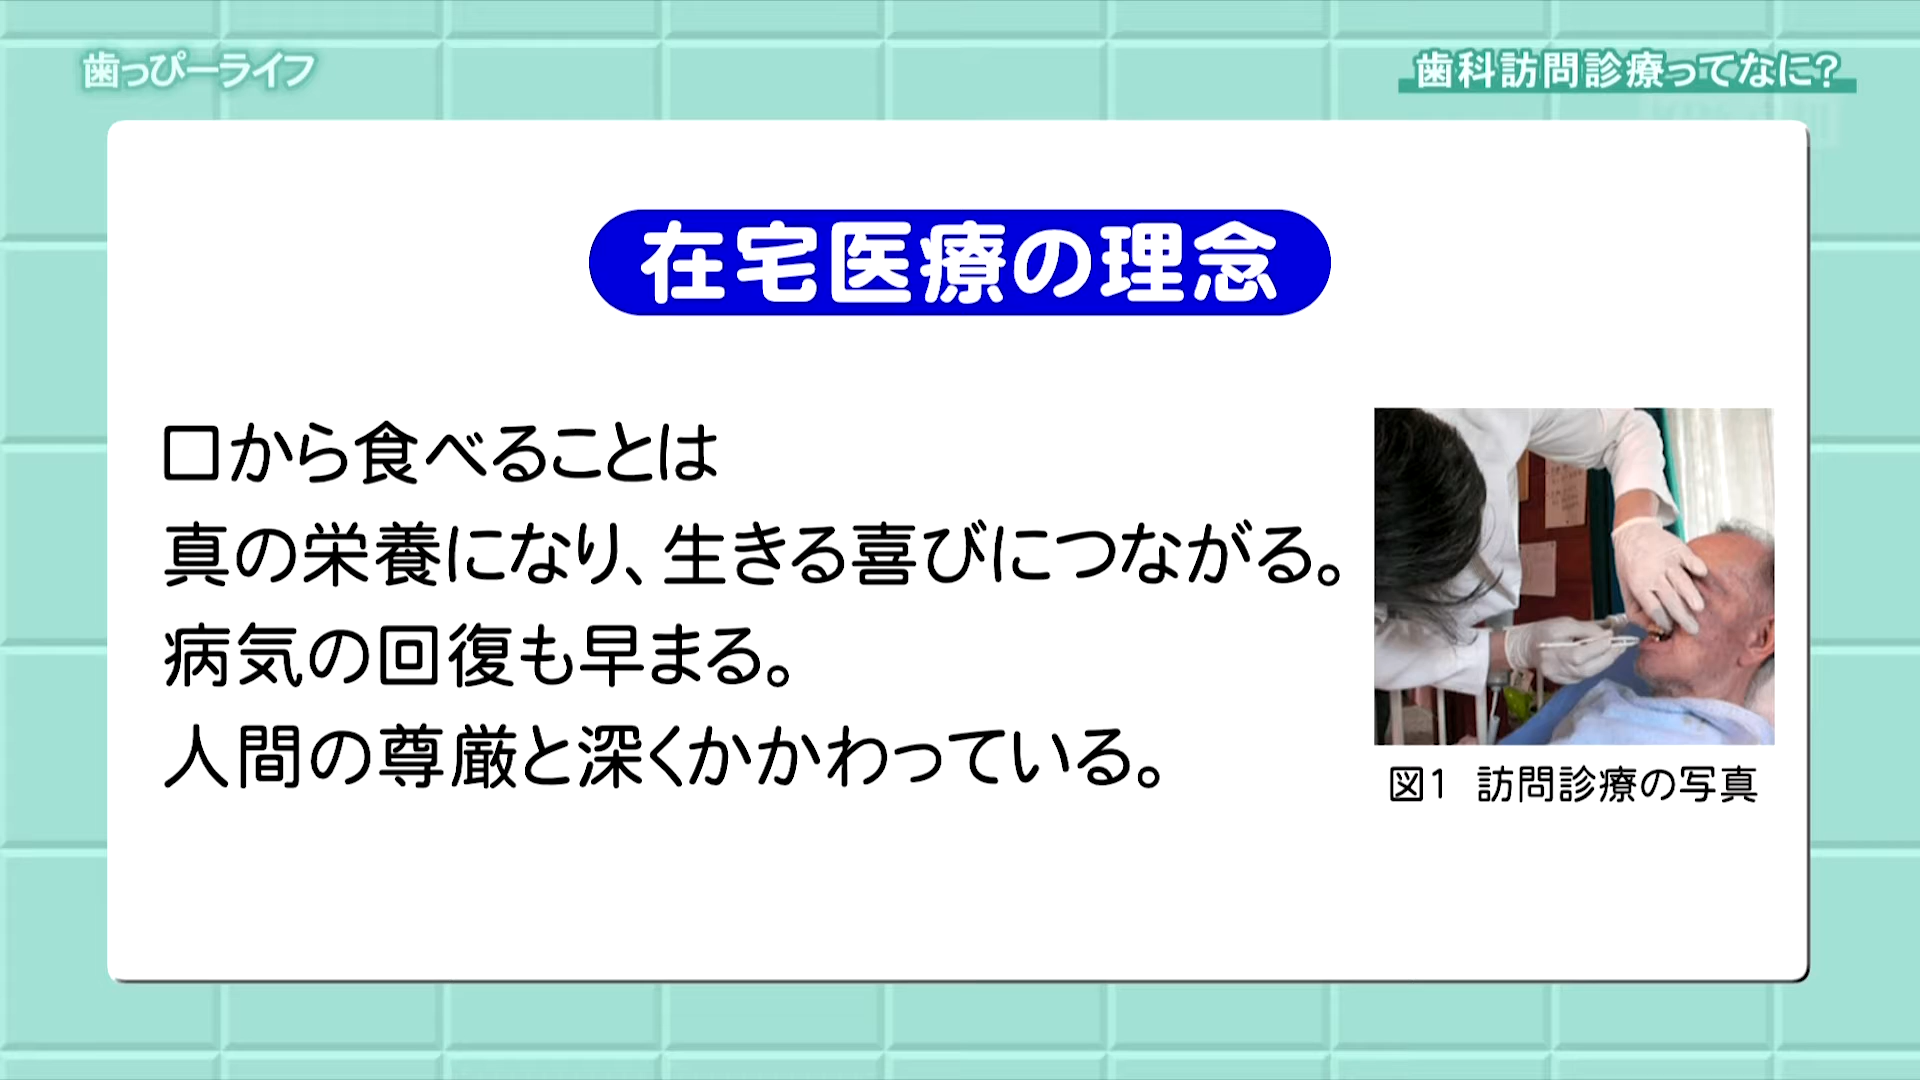 歯っぴーライフ
歯科訪問診療ってなに?
在宅医療の理念
口から食べることは
真の栄養になり、生きる喜びにつながる。
病気の回復も早まる。
人間の尊厳と深くかかわっている。
図1 訪問診療の写真